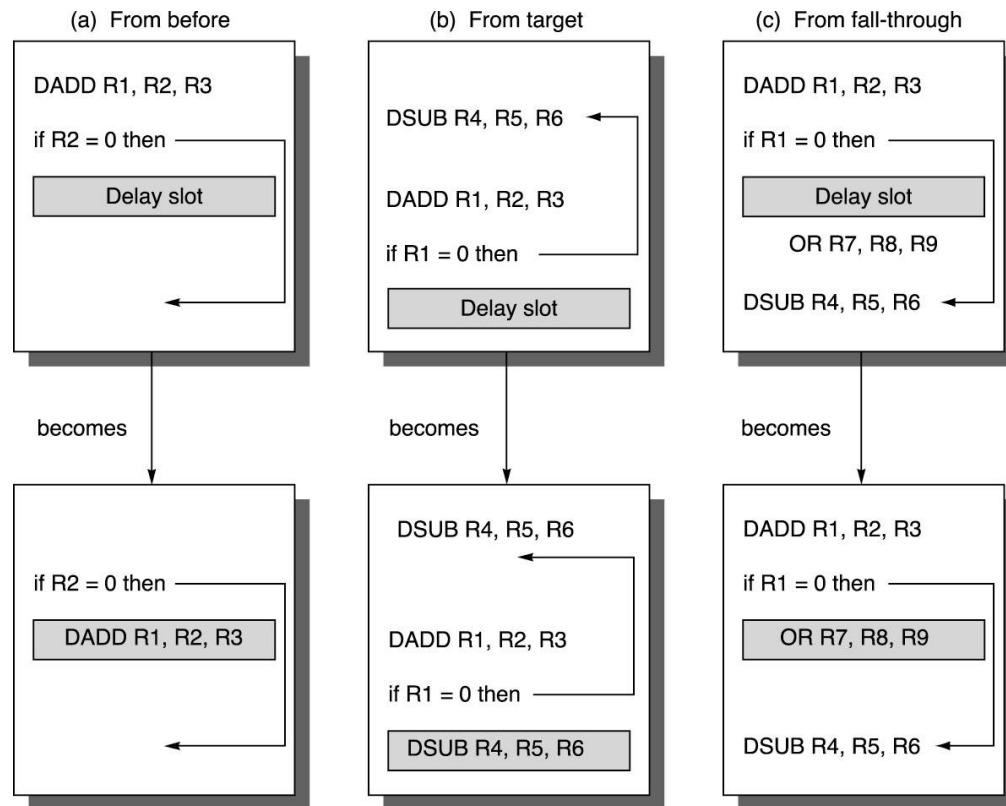 (a) From before
DADD R1, R2, R3
if R2 = 0 then
Delay slot
becomes
if R2 = 0 then
DADD R1, R2, R3
(b) From target
DSUB R4, R5, R6
DADD R1, R2, R3
if R1 = 0 then
Delay slot
becomes
DSUB R4, R5, R6
DADD R1, R2, R3
if R1 = 0 then
DSUB R4, R5, R6
(c) From fall-through
DADD R1, R2, R3
if R1 = 0 then
Delay slot
OR R7, R8, R9
DSUB R4, R5, R6
becomes
DADD R1, R2, R3
if R1 = 0 then
OR R7, R8, R9
DSUB R4, R5, R6